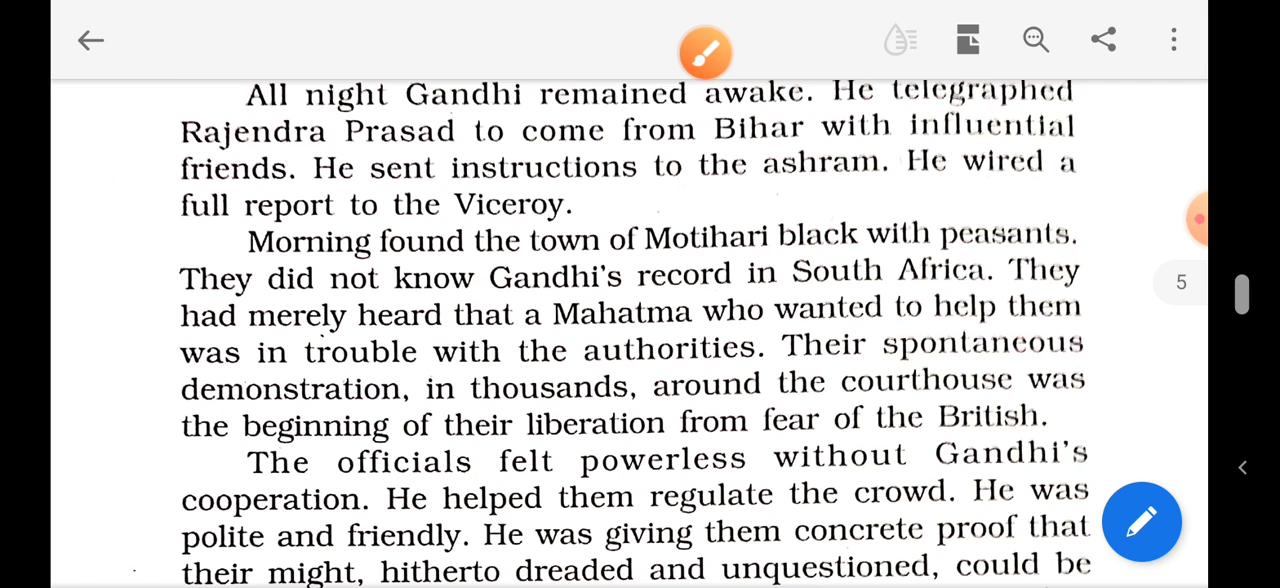 All night Gandhi remained awake. He telegraphed
Rajendra Prasad to come from Bihar with influential
friends. He sent instructions to the ashram. He wired a
full report to the Viceroy.
Morning found the town of Motihari black with peasants.
They did not know Gandhi's record in South Africa. They
had merely heard that a Mahatma who wanted to help them
was in trouble with the authorities. Their spontaneous
demonstration, in thousands, around the courthouse was
the beginning of their liberation from fear of the British.
The officials felt powerless without Gandhi's
cooperation. He helped them regulate the crowd. He was
polite and friendly. He was giving them concrete proof that
their might, hitherto dreaded and unquestioned, could be
5